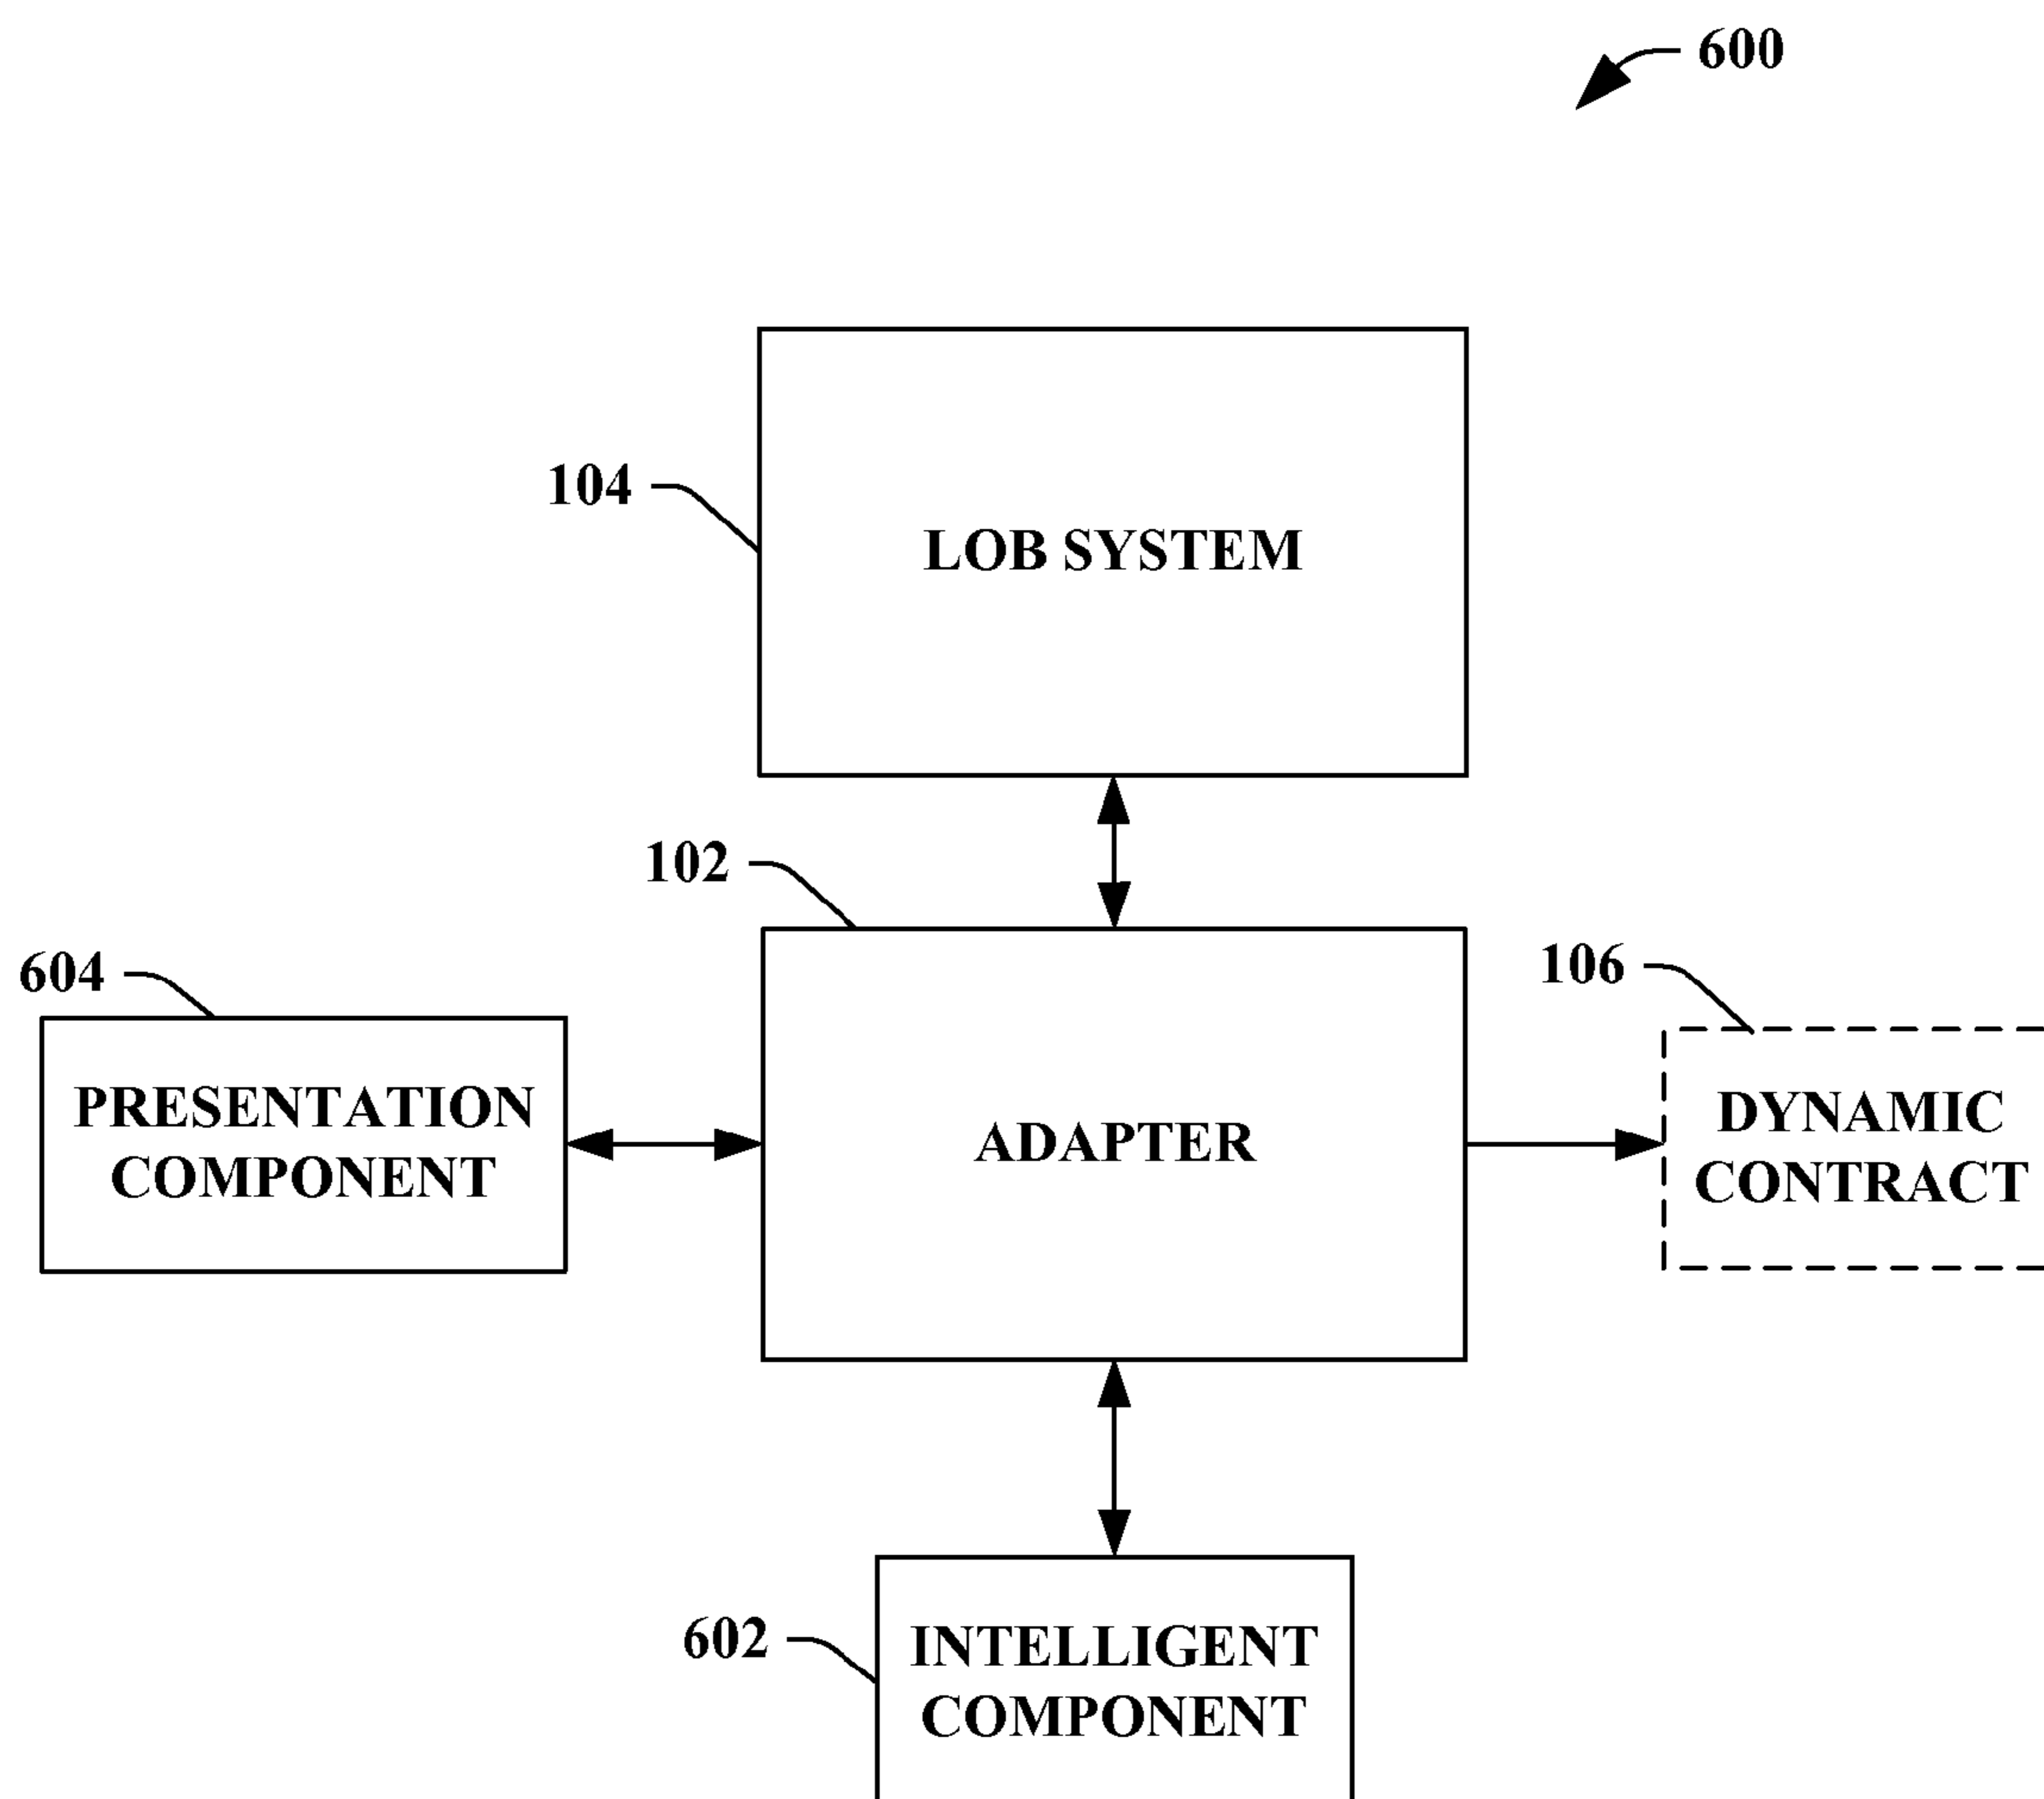 600
104
LOB SYSTEM
102
604
106
PRESENTATION
COMPONENT
ADAPTER
DYNAMIC
CONTRACT
602
INTELLIGENT
COMPONENT